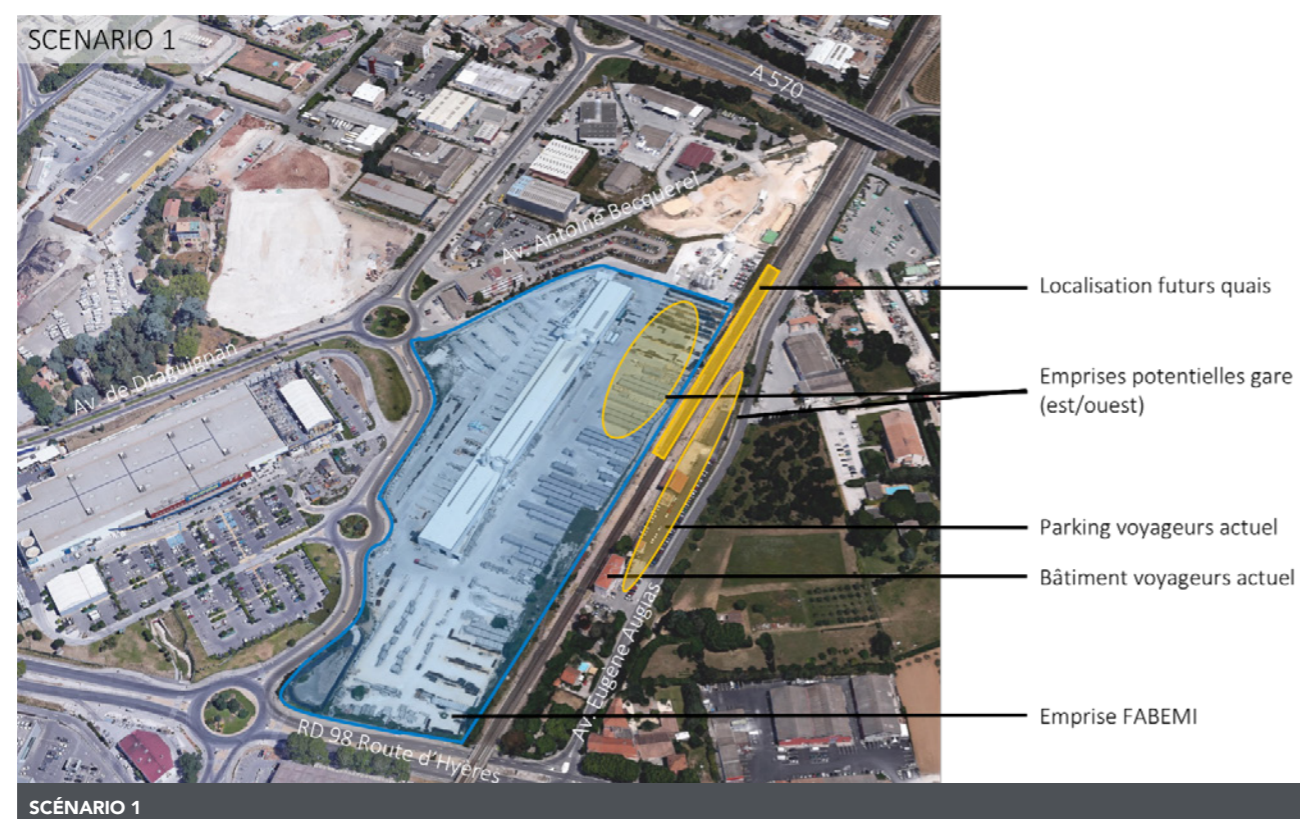 SCENARIO 1
A 570
Av. Antoine Becquerel
Av. de Draguignan
Localisation futurs quais
Emprises potentielles gare
(est/ouest)
Parking voyageurs actuel
Bâtiment voyageurs actuel
Av. Eugène Augias
Emprise FABEMI
RD 98 Route d'Hyères
SCÉNARIO 1